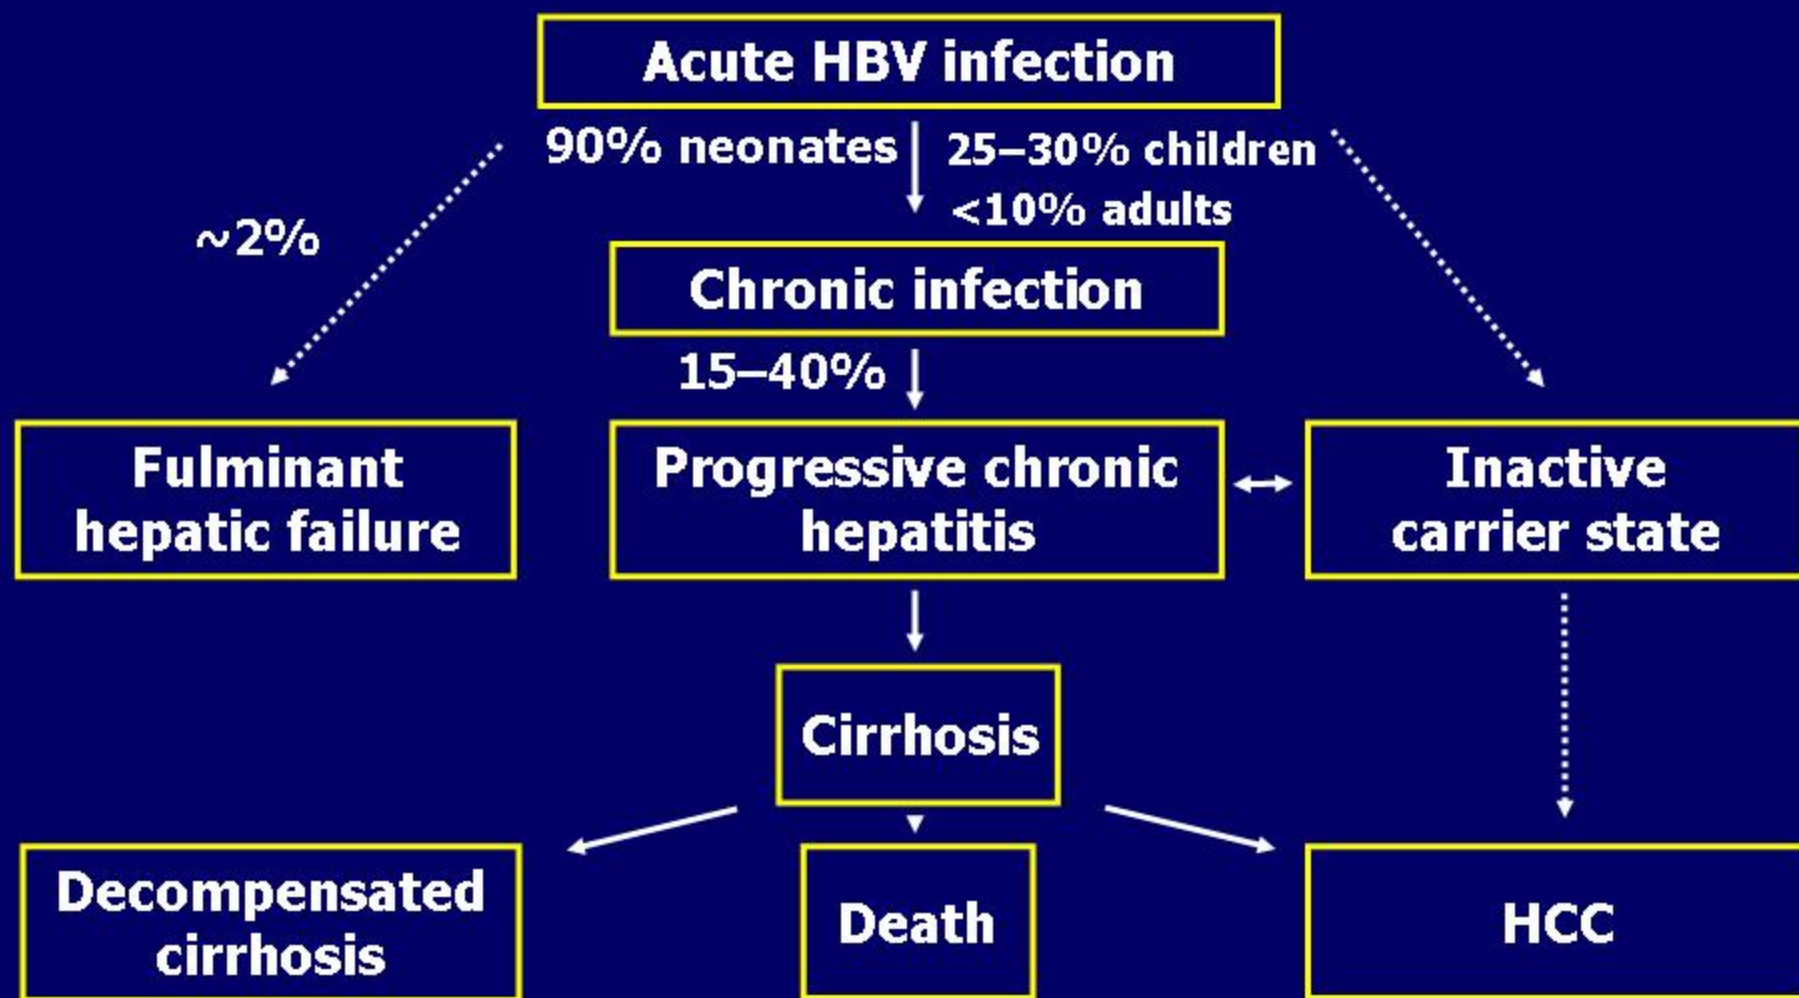 Acute HBV infection
90% neonates
25–30% children
<10% adults
~2%
Chronic infection
15–40%
Fulminant
hepatic failure
Progressive chronic
hepatitis
Inactive
carrier state
Cirrhosis
Decompensated
cirrhosis
Death
HCC